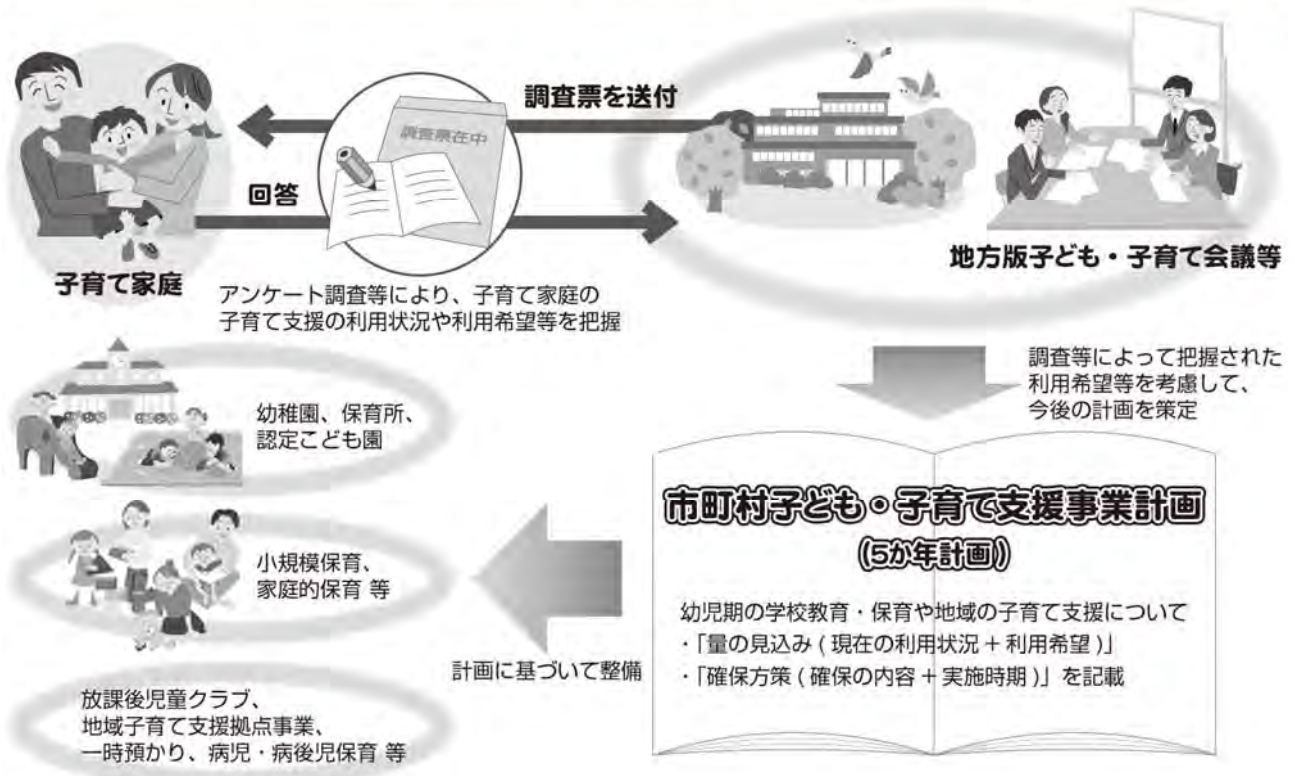 調査票を送付
調査票在中
回答
子育て家庭
地方版子ども・子育て会議等
アンケート調査等により、子育て家庭の
子育て支援の利用状況や利用希望等を把握
調査等によって把握された
利用希望等を考慮して、
今後の計画を策定
市町村子ども・子育て支援事業計画
(5か年計画)
幼児期の学校教育・保育や地域の子育て支援について
・「量の見込み ( 現在の利用状況 + 利用希望 )」
・「確保方策 ( 確保の内容 + 実施時期 )」を記載
計画に基づいて整備
幼稚園、保育所、
認定こども園
小規模保育、
家庭的保育 等
放課後児童クラブ、
地域子育て支援拠点事業、
一時預かり、病児・病後児保育 等